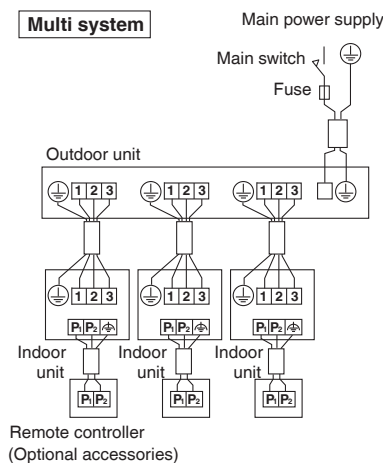 Multi system
Main power supply
Main switch
Fuse
Outdoor unit
1 2 3 1 2 3 1 2 3
1 2 3 1 2 3 1 2 3
P1 P2 P1 P2 P1 P2
Indoor unit Indoor unit Indoor unit
P1 P2 P1 P2 P1 P2
Remote controller
(Optional accessories)